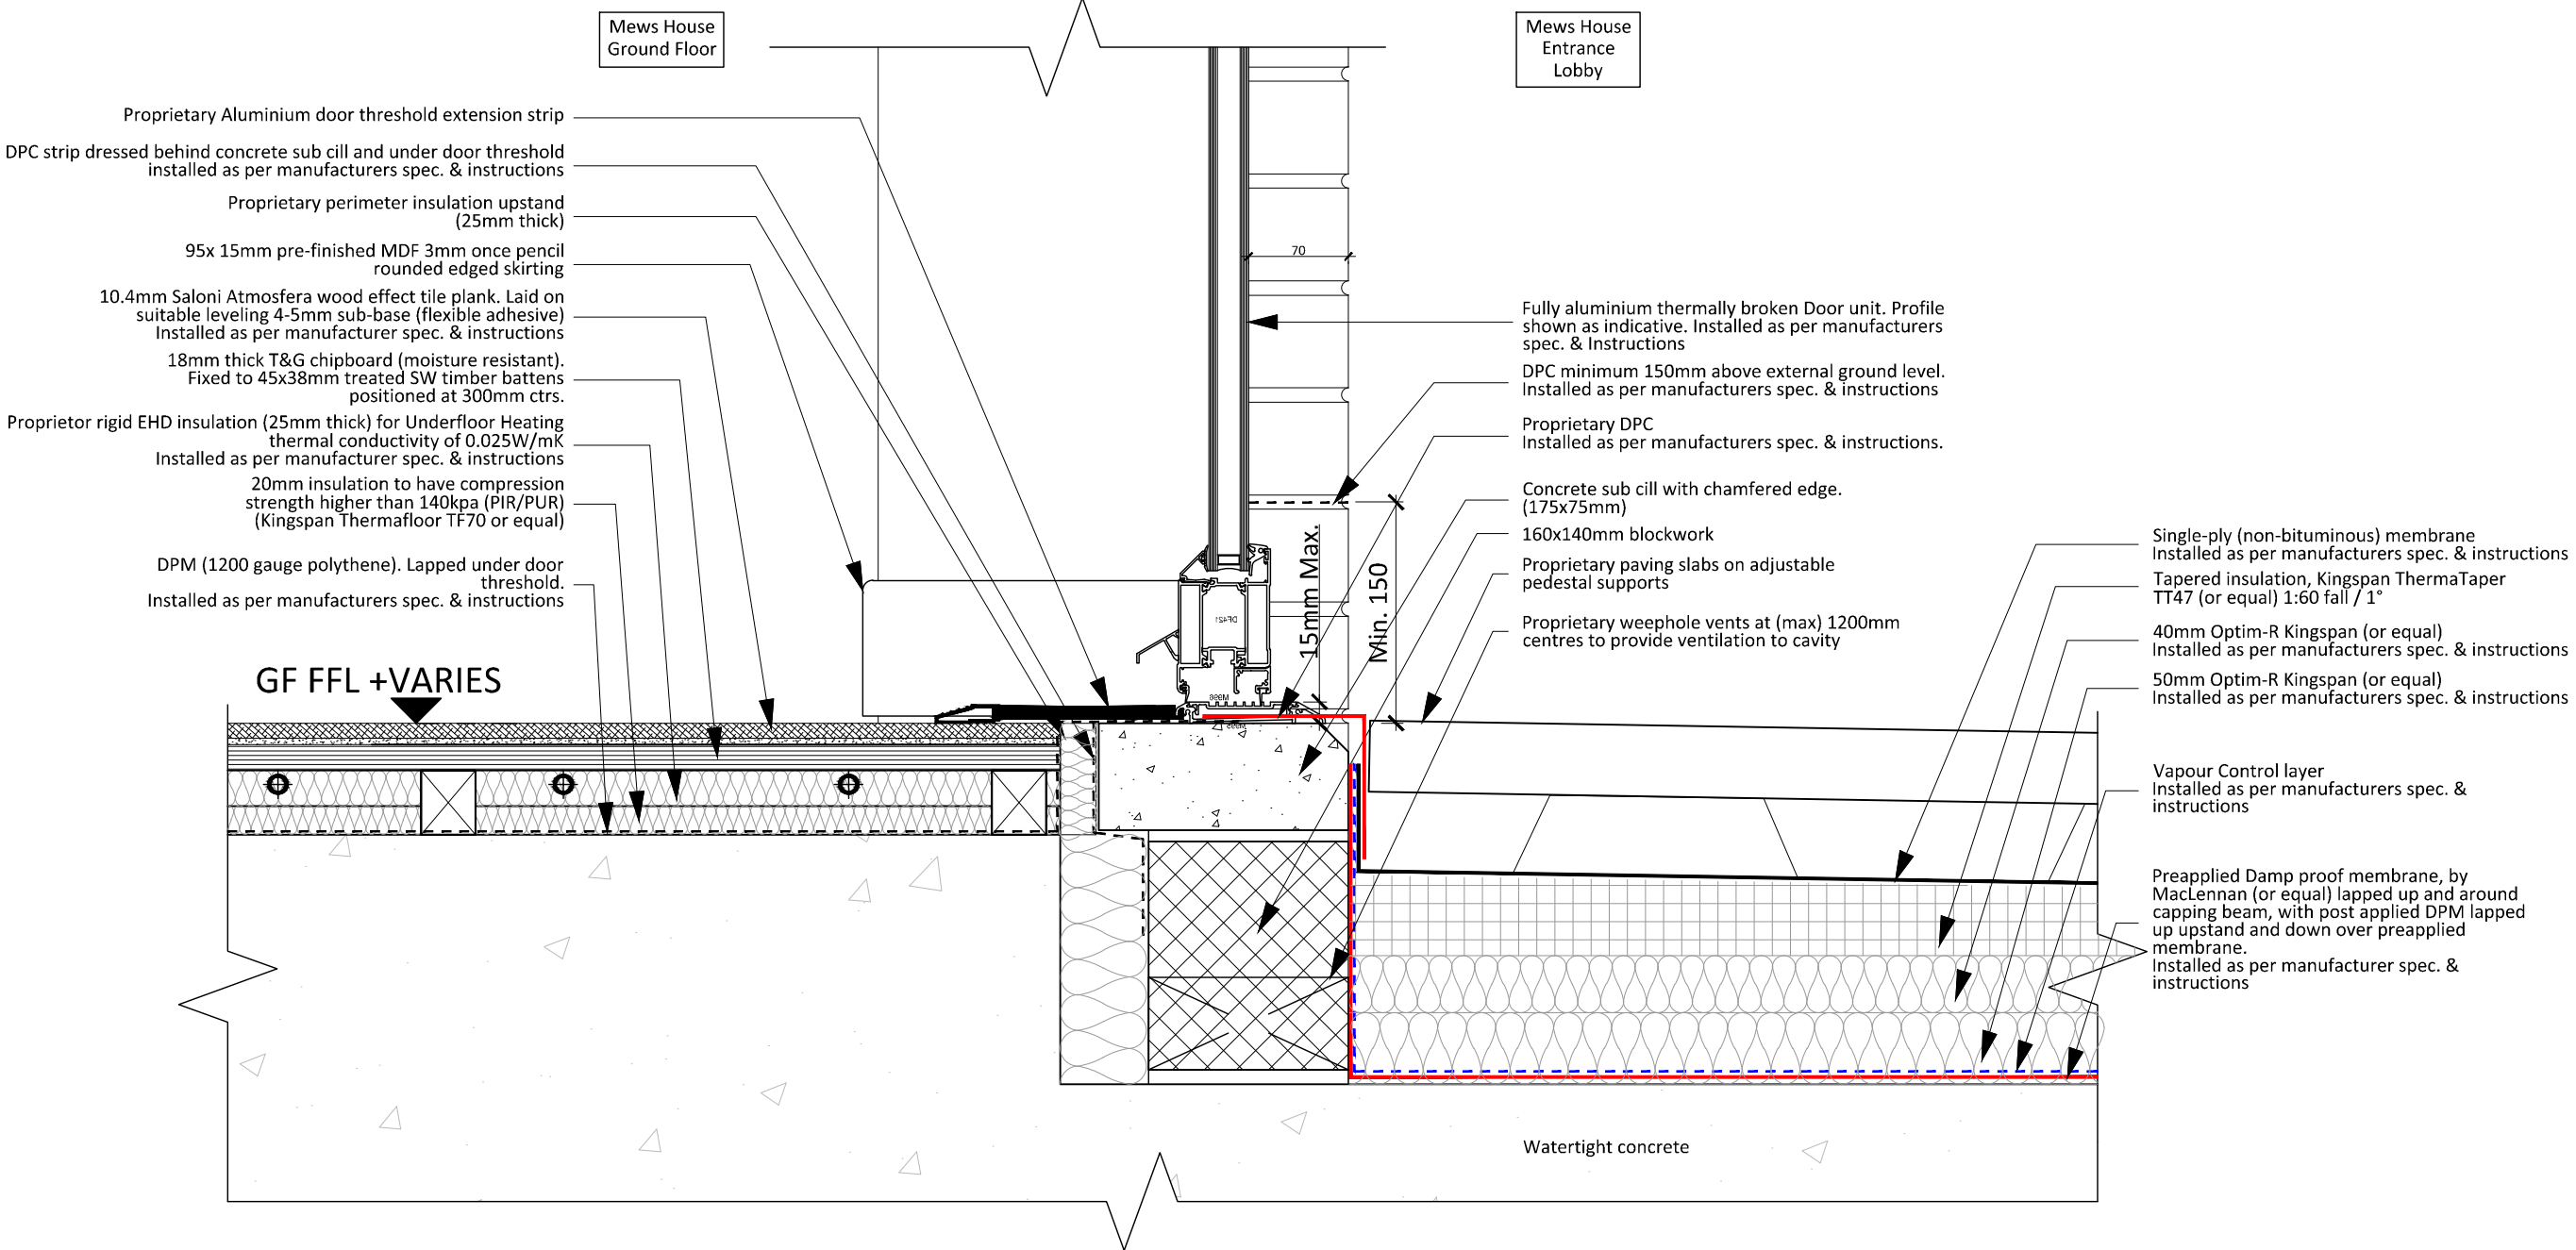 Mews House
Ground Floor
Mews House
Entrance
Lobby
Proprietary Aluminium door threshold extension strip
DPC strip dressed behind concrete sub cill and under door threshold
installed as per manufacturers spec. & instructions
Proprietary perimeter insulation upstand
(25mm thick)
95x 15mm pre-finished MDF 3mm once pencil
rounded edged skirting
10.4mm Saloni Atmosfera wood effect tile plank. Laid on
suitable leveling 4-5mm sub-base (flexible adhesive)
Installed as per manufacturer spec. & instructions
18mm thick T&G chipboard (moisture resistant).
Fixed to 45x38mm treated SW timber battens
positioned at 300mm ctrs.
Proprietor rigid EHD insulation (25mm thick) for Underfloor Heating
thermal conductivity of 0.025W/mK
Installed as per manufacturer spec. & instructions
20mm insulation to have compression
strength higher than 140kpa (PIR/PUR)
(Kingspan Thermafloor TF70 or equal)
DPM (1200 gauge polythene). Lapped under door
threshold.
Installed as per manufacturers spec. & instructions
GF FFL +VARIES
70
15mm Max.
Min. 150
DF421
M996
Fully aluminium thermally broken Door unit. Profile
shown as indicative. Installed as per manufacturers
spec. & Instructions
DPC minimum 150mm above external ground level.
Installed as per manufacturers spec. & instructions
Proprietary DPC
Installed as per manufacturers spec. & instructions.
Concrete sub cill with chamfered edge.
(175x75mm)
160x140mm blockwork
Proprietary paving slabs on adjustable
pedestal supports
Proprietary weephole vents at (max) 1200mm
centres to provide ventilation to cavity
Single-ply (non-bituminous) membrane
Installed as per manufacturers spec. & instructions
Tapered insulation, Kingspan ThermaTaper
TT47 (or equal) 1:60 fall / 1°
40mm Optim-R Kingspan (or equal)
Installed as per manufacturers spec. & instructions
50mm Optim-R Kingspan (or equal)
Installed as per manufacturers spec. & instructions
Vapour Control layer
Installed as per manufacturers spec. &
instructions
Preapplied Damp proof membrane, by
MacLennan (or equal) lapped up and around
capping beam, with post applied DPM lapped
up upstand and down over preapplied
membrane.
Installed as per manufacturer spec. &
instructions
Watertight concrete